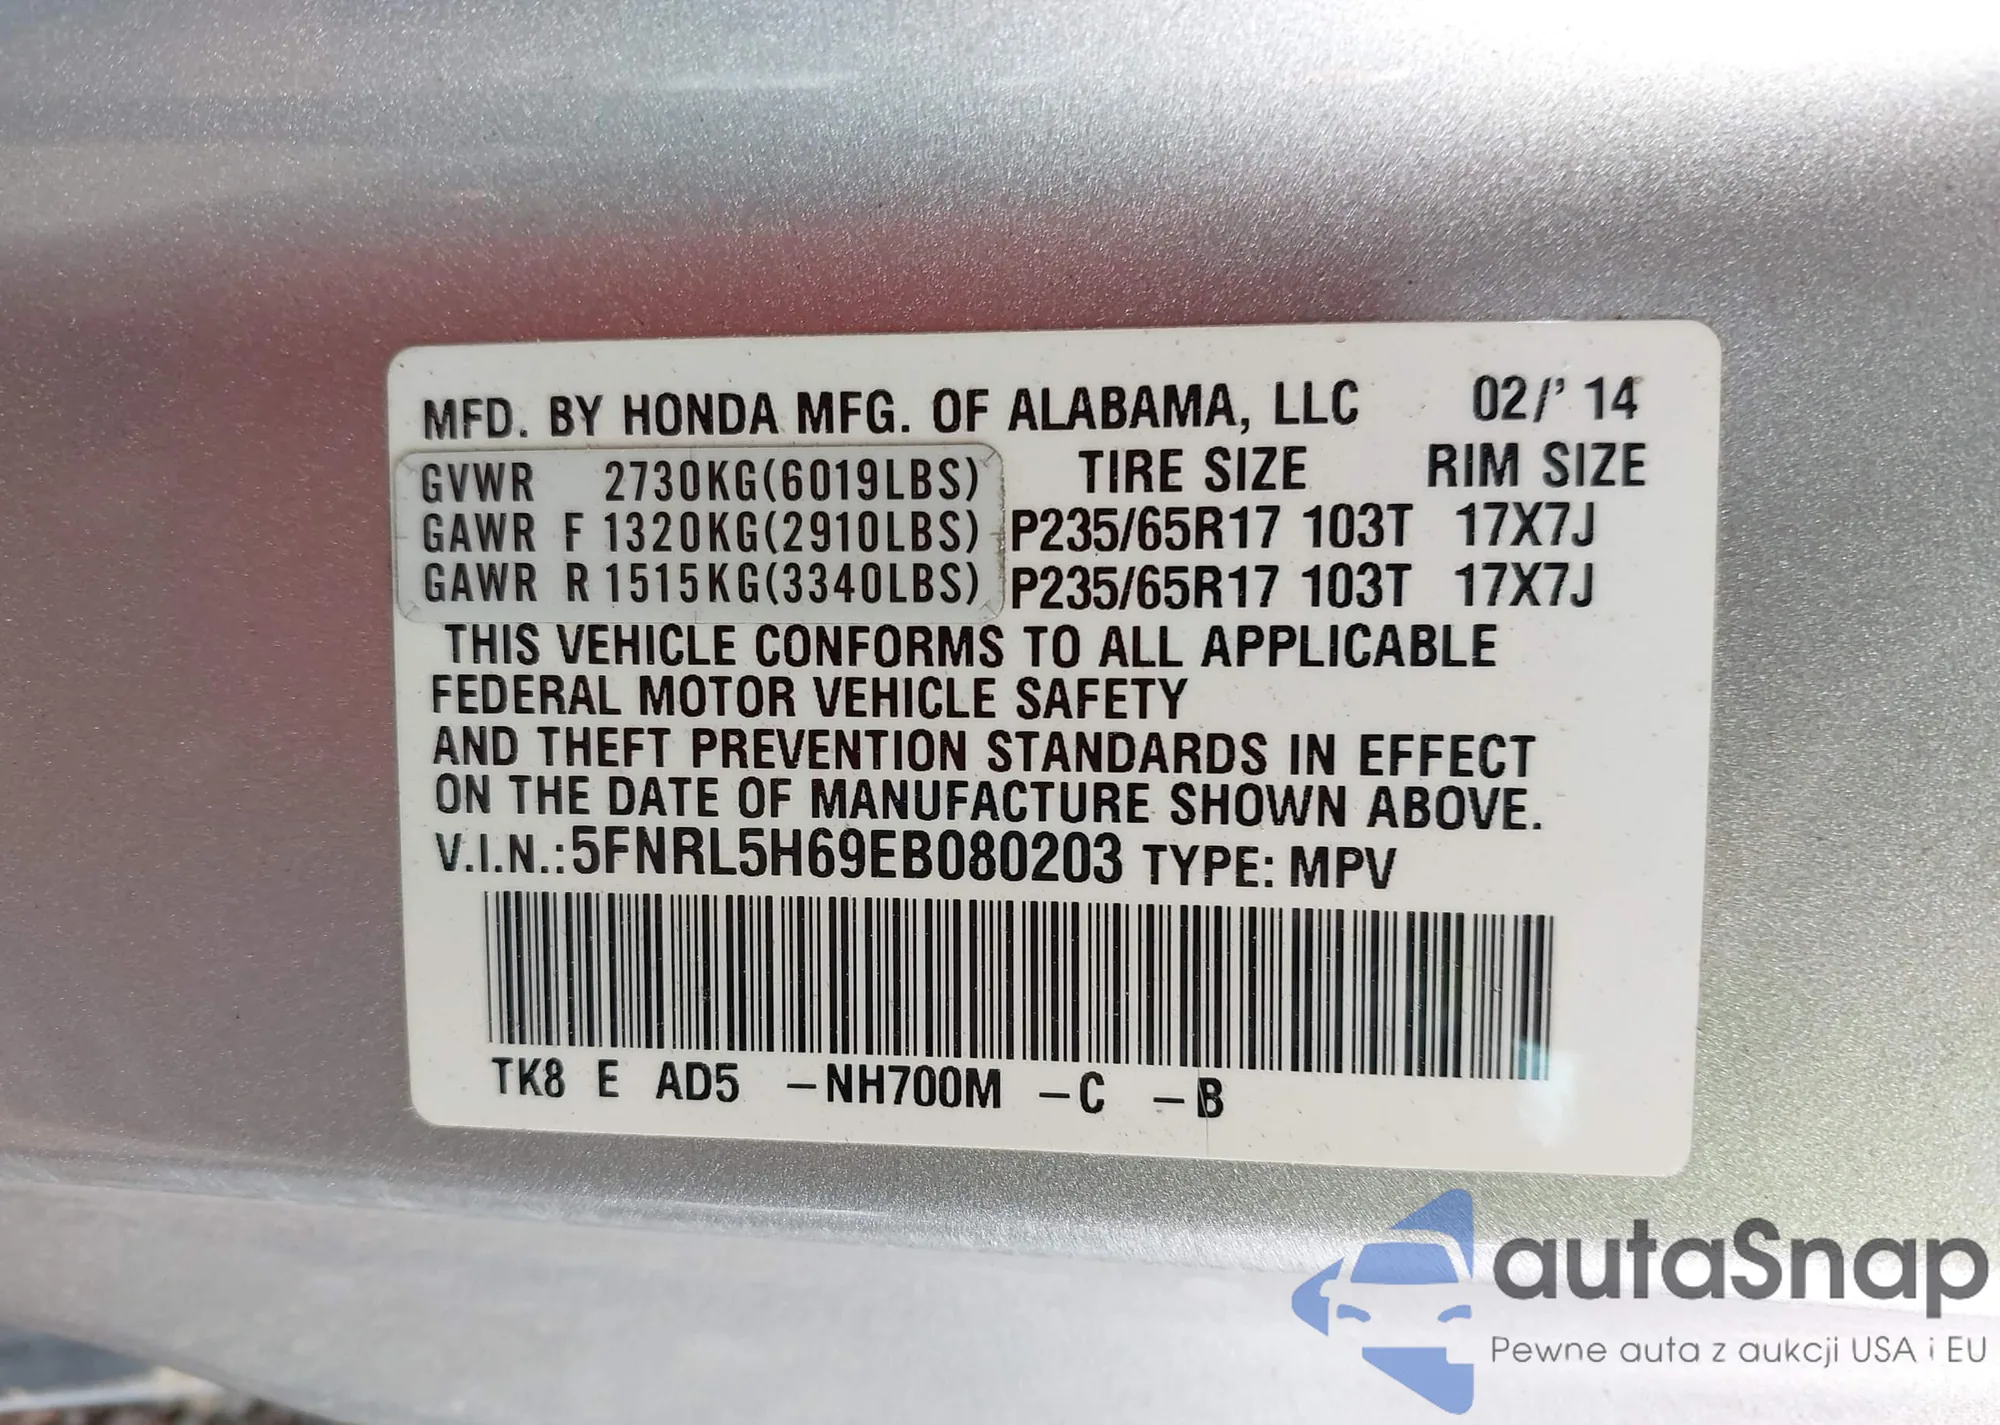 MFD. BY HONDA MFG. OF ALABAMA, LLC 02/' 14
GVWR 2730KG(6019LBS) TIRE SIZE RIM SIZE
GAWR F 1320KG(2910LBS) P235/65R17 103T 17X7J
GAWR R 1515KG(3340LBS) P235/65R17 103T 17X7J
THIS VEHICLE CONFORMS TO ALL APPLICABLE
FEDERAL MOTOR VEHICLE SAFETY
AND THEFT PREVENTION STANDARDS IN EFFECT
ON THE DATE OF MANUFACTURE SHOWN ABOVE.
V.I.N.:5FNRL5H69EB080203 TYPE: MPV
TK8 E AD5 -NH700M -C -B
autaSnap
Pewne auta z aukcji USA i EU